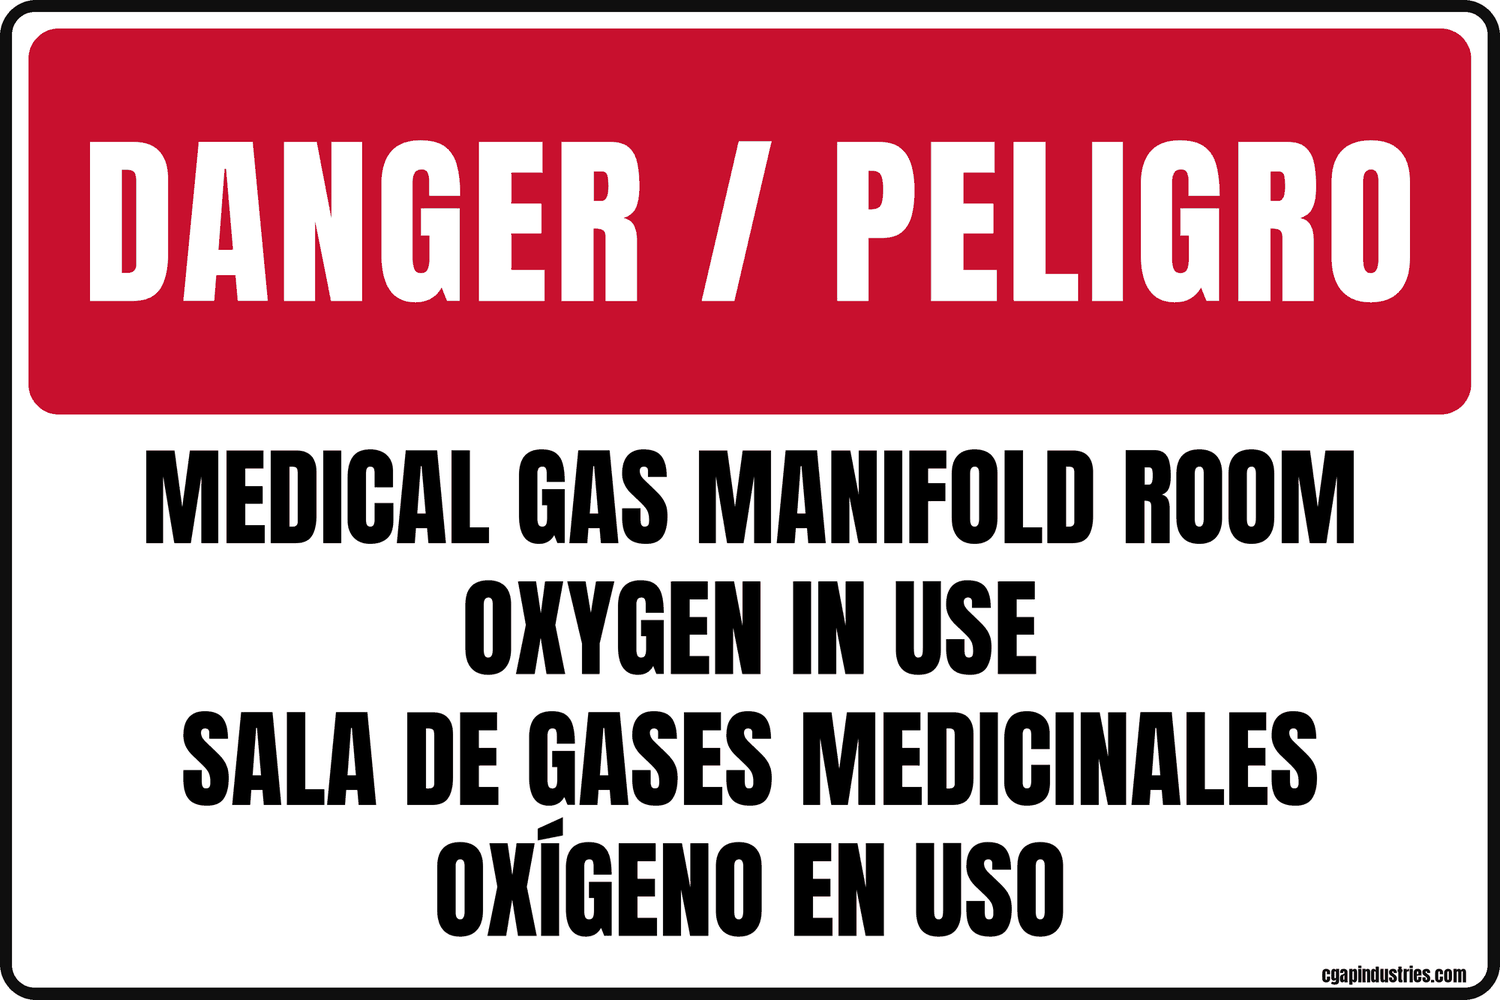 DANGER / PELIGRO
MEDICAL GAS MANIFOLD ROOM
OXYGEN IN USE
SALA DE GASES MEDICINALES
OXÍGENO EN USO
cgapindustries.com